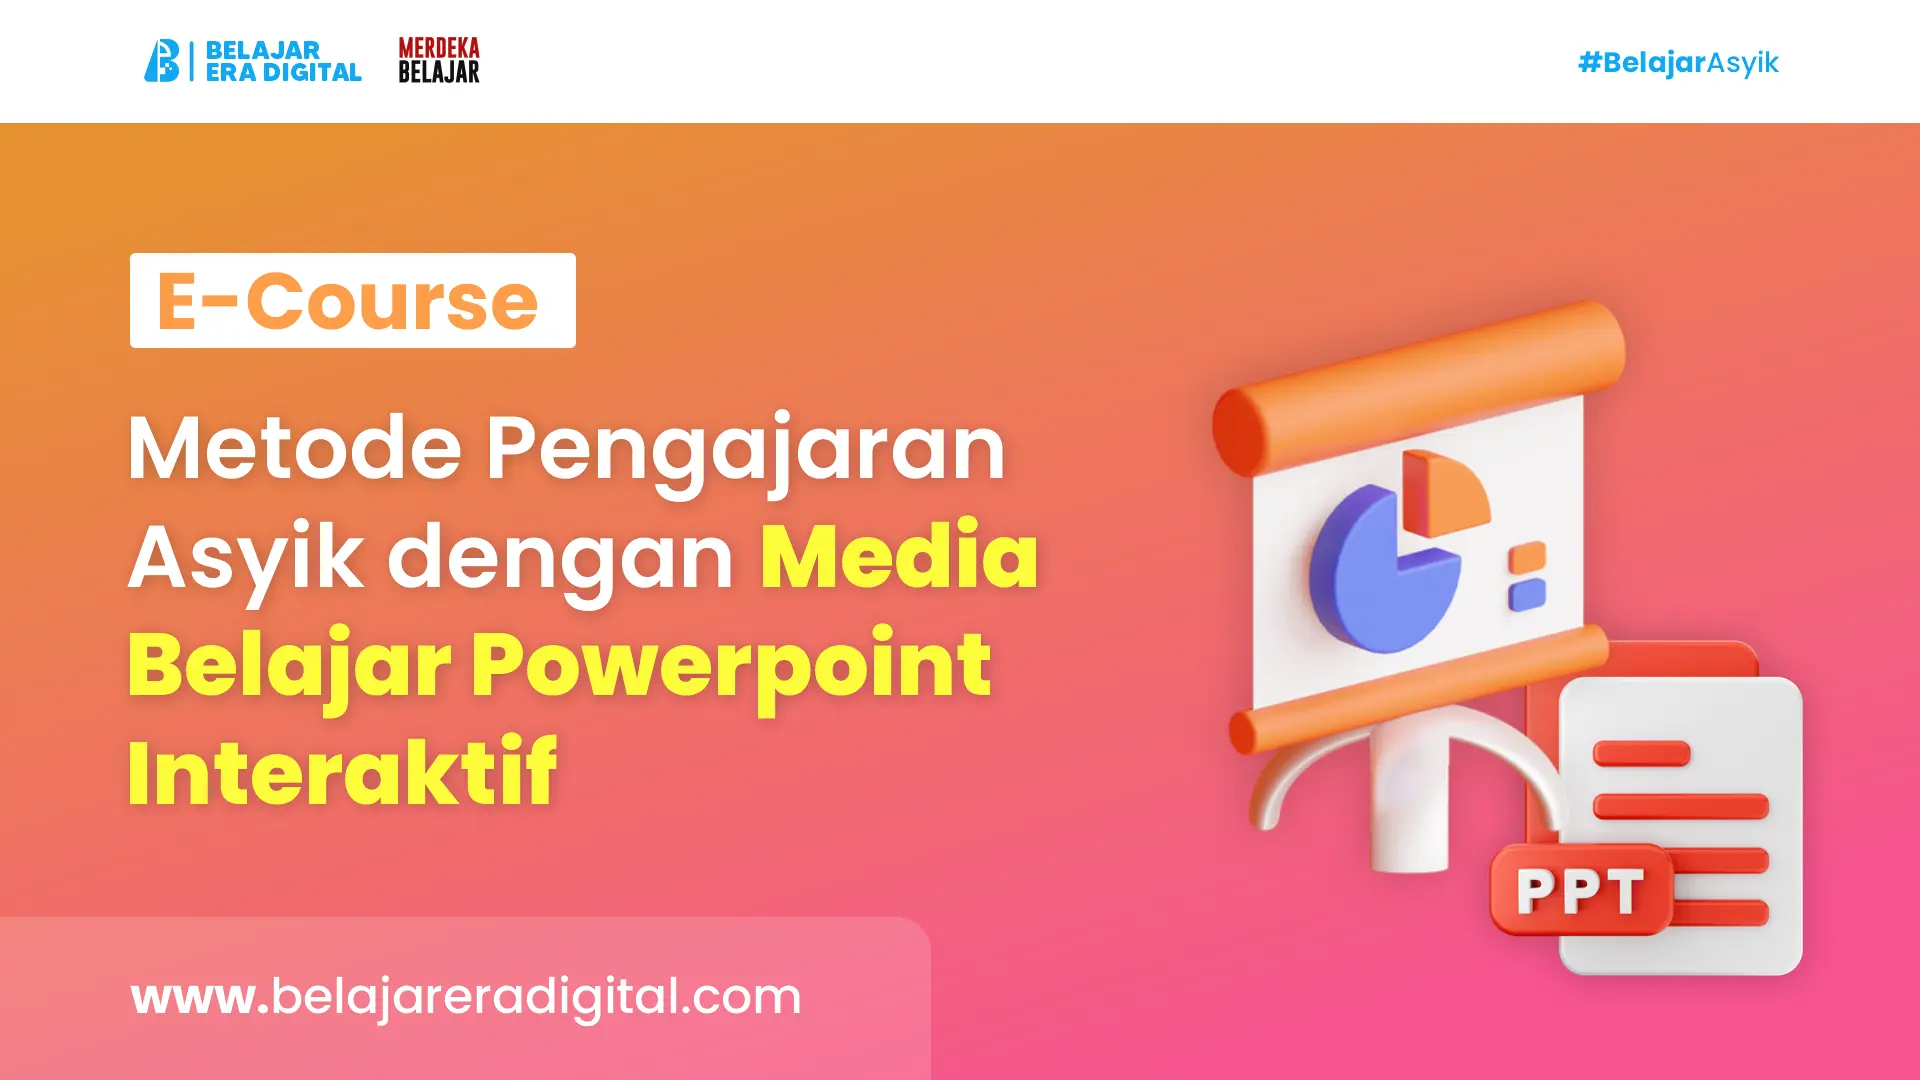 BELAJAR
ERA DIGITAL
MERDEKA
BELAJAR
#BelajarAsyik
E-Course
Metode Pengajaran
Asyik dengan Media
Belajar Powerpoint
Interaktif
PPT
www.belajareradigital.com